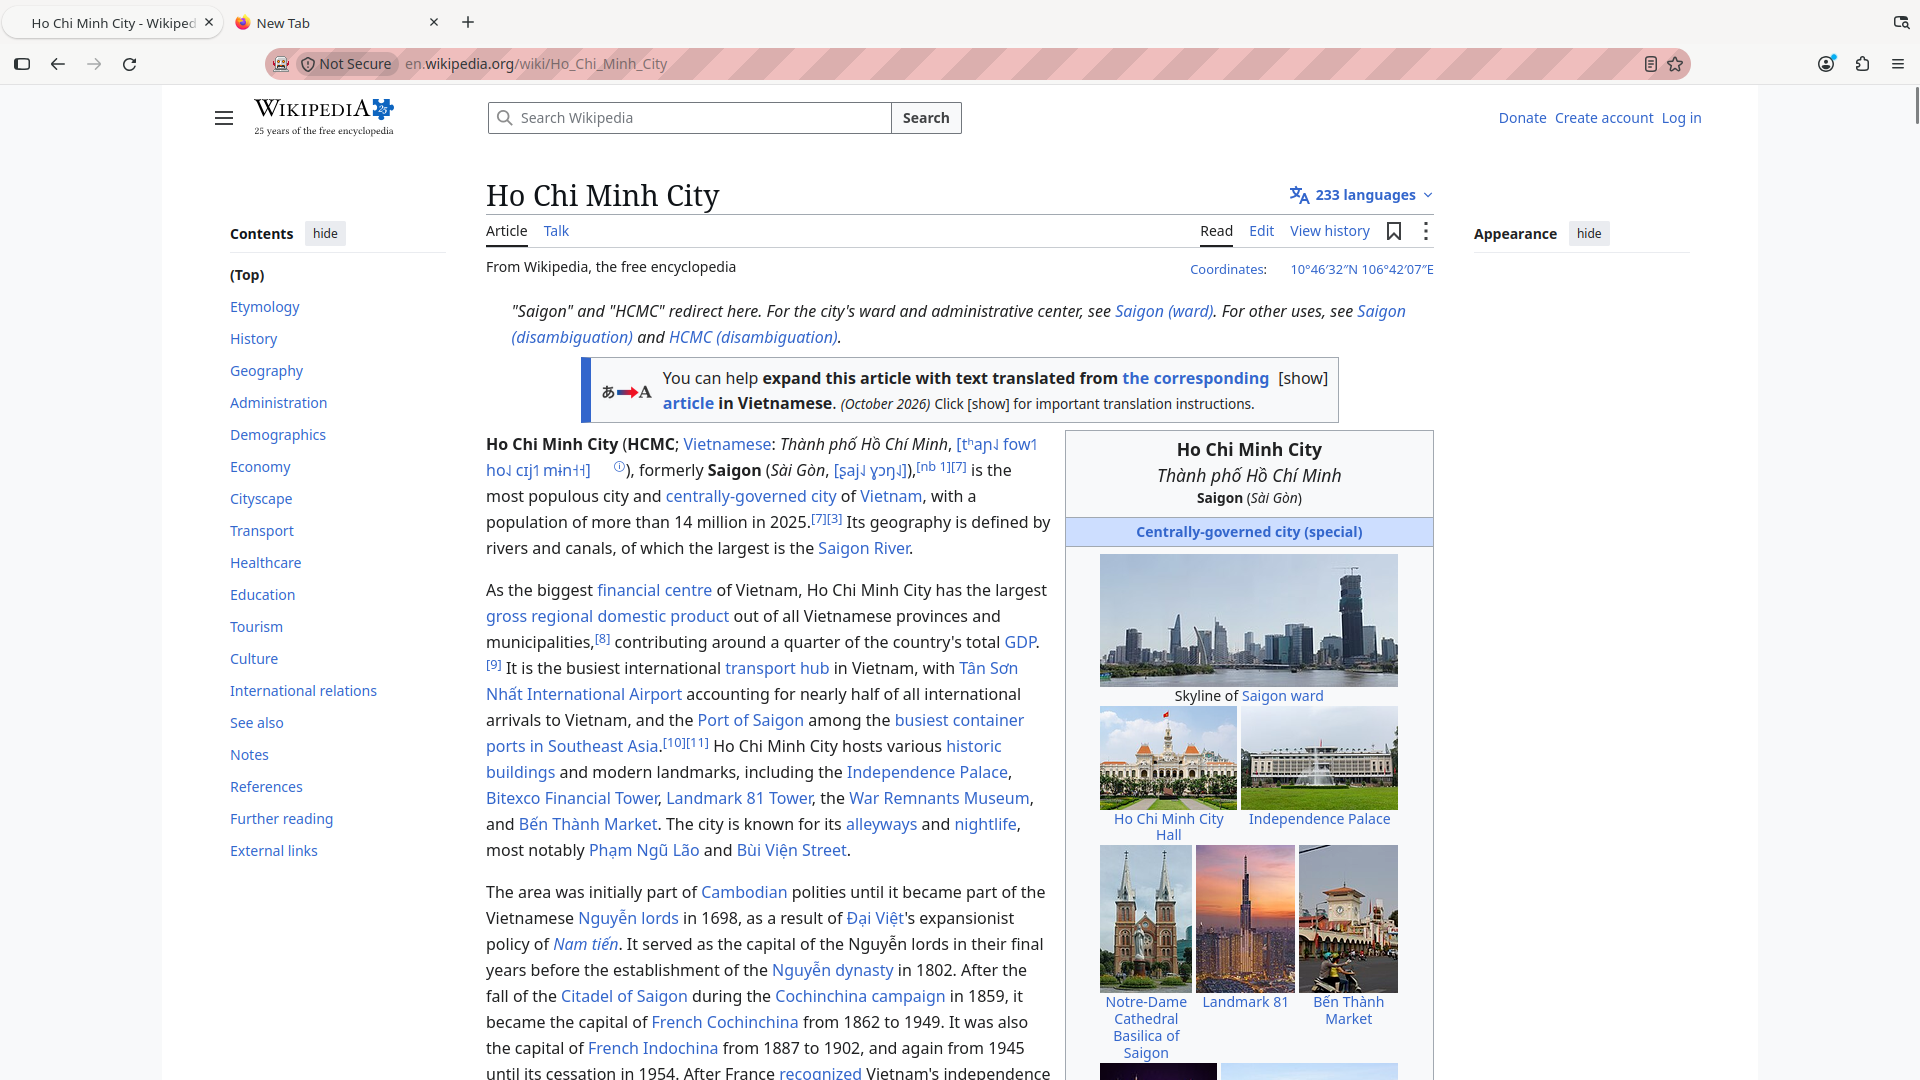 Ho Chi Minh City - Wikiped
New Tab
Not Secure
en.wikipedia.org/wiki/Ho_Chi_Minh_City
WIKIPEDIA 25
25 years of the free encyclopedia
Search Wikipedia
Search
Donate Create account Log in
Ho Chi Minh City
233 languages
Contents hide
Article Talk
Read Edit View history
Appearance hide
From Wikipedia, the free encyclopedia
Coordinates: 10°46′32″N 106°42′07″E
(Top)
Etymology
History
Geography
Administration
Demographics
Economy
Cityscape
Transport
Healthcare
Education
Tourism
Culture
International relations
See also
Notes
References
Further reading
External links
"Saigon" and "HCMC" redirect here. For the city's ward and administrative center, see Saigon (ward). For other uses, see Saigon
(disambiguation) and HCMC (disambiguation).
あ A
You can help expand this article with text translated from the corresponding [show]
article in Vietnamese. (October 2026) Click [show] for important translation instructions.
Ho Chi Minh City (HCMC; Vietnamese: Thành phố Hồ Chí Minh, [tʰajŋ̟˨˩ fow˧˥
ho˨˩ cɪj˧˥ mɨn˧˧] ⓘ), formerly Saigon (Sài Gòn, [ʂaj˨˩ ɣɔŋ˨˩]),[nb 1][7] is the
most populous city and centrally-governed city of Vietnam, with a
population of more than 14 million in 2025.[7][3] Its geography is defined by
rivers and canals, of which the largest is the Saigon River.
As the biggest financial centre of Vietnam, Ho Chi Minh City has the largest
gross regional domestic product out of all Vietnamese provinces and
municipalities,[8] contributing around a quarter of the country's total GDP.
[9] It is the busiest international transport hub in Vietnam, with Tân Sơn
Nhất International Airport accounting for nearly half of all international
arrivals to Vietnam, and the Port of Saigon among the busiest container
ports in Southeast Asia.[10][11] Ho Chi Minh City hosts various historic
buildings and modern landmarks, including the Independence Palace,
Bitexco Financial Tower, Landmark 81 Tower, the War Remnants Museum,
and Bến Thành Market. The city is known for its alleyways and nightlife,
most notably Phạm Ngũ Lão and Bùi Viện Street.
The area was initially part of Cambodian polities until it became part of the
Vietnamese Nguyễn lords in 1698, as a result of Đại Việt's expansionist
policy of Nam tiến. It served as the capital of the Nguyễn lords in their final
years before the establishment of the Nguyễn dynasty in 1802. After the
fall of the Citadel of Saigon during the Cochinchina campaign in 1859, it
became the capital of French Cochinchina from 1862 to 1949. It was also
the capital of French Indochina from 1887 to 1902, and again from 1945
until its cessation in 1954. After France recognized Vietnam's independence
Ho Chi Minh City
Thành phố Hồ Chí Minh
Saigon (Sài Gòn)
Centrally-governed city (special)
Skyline of Saigon ward
Ho Chi Minh City
Hall
Independence Palace
Notre-Dame
Cathedral
Basilica of
Saigon
Landmark 81
Bến Thành
Market